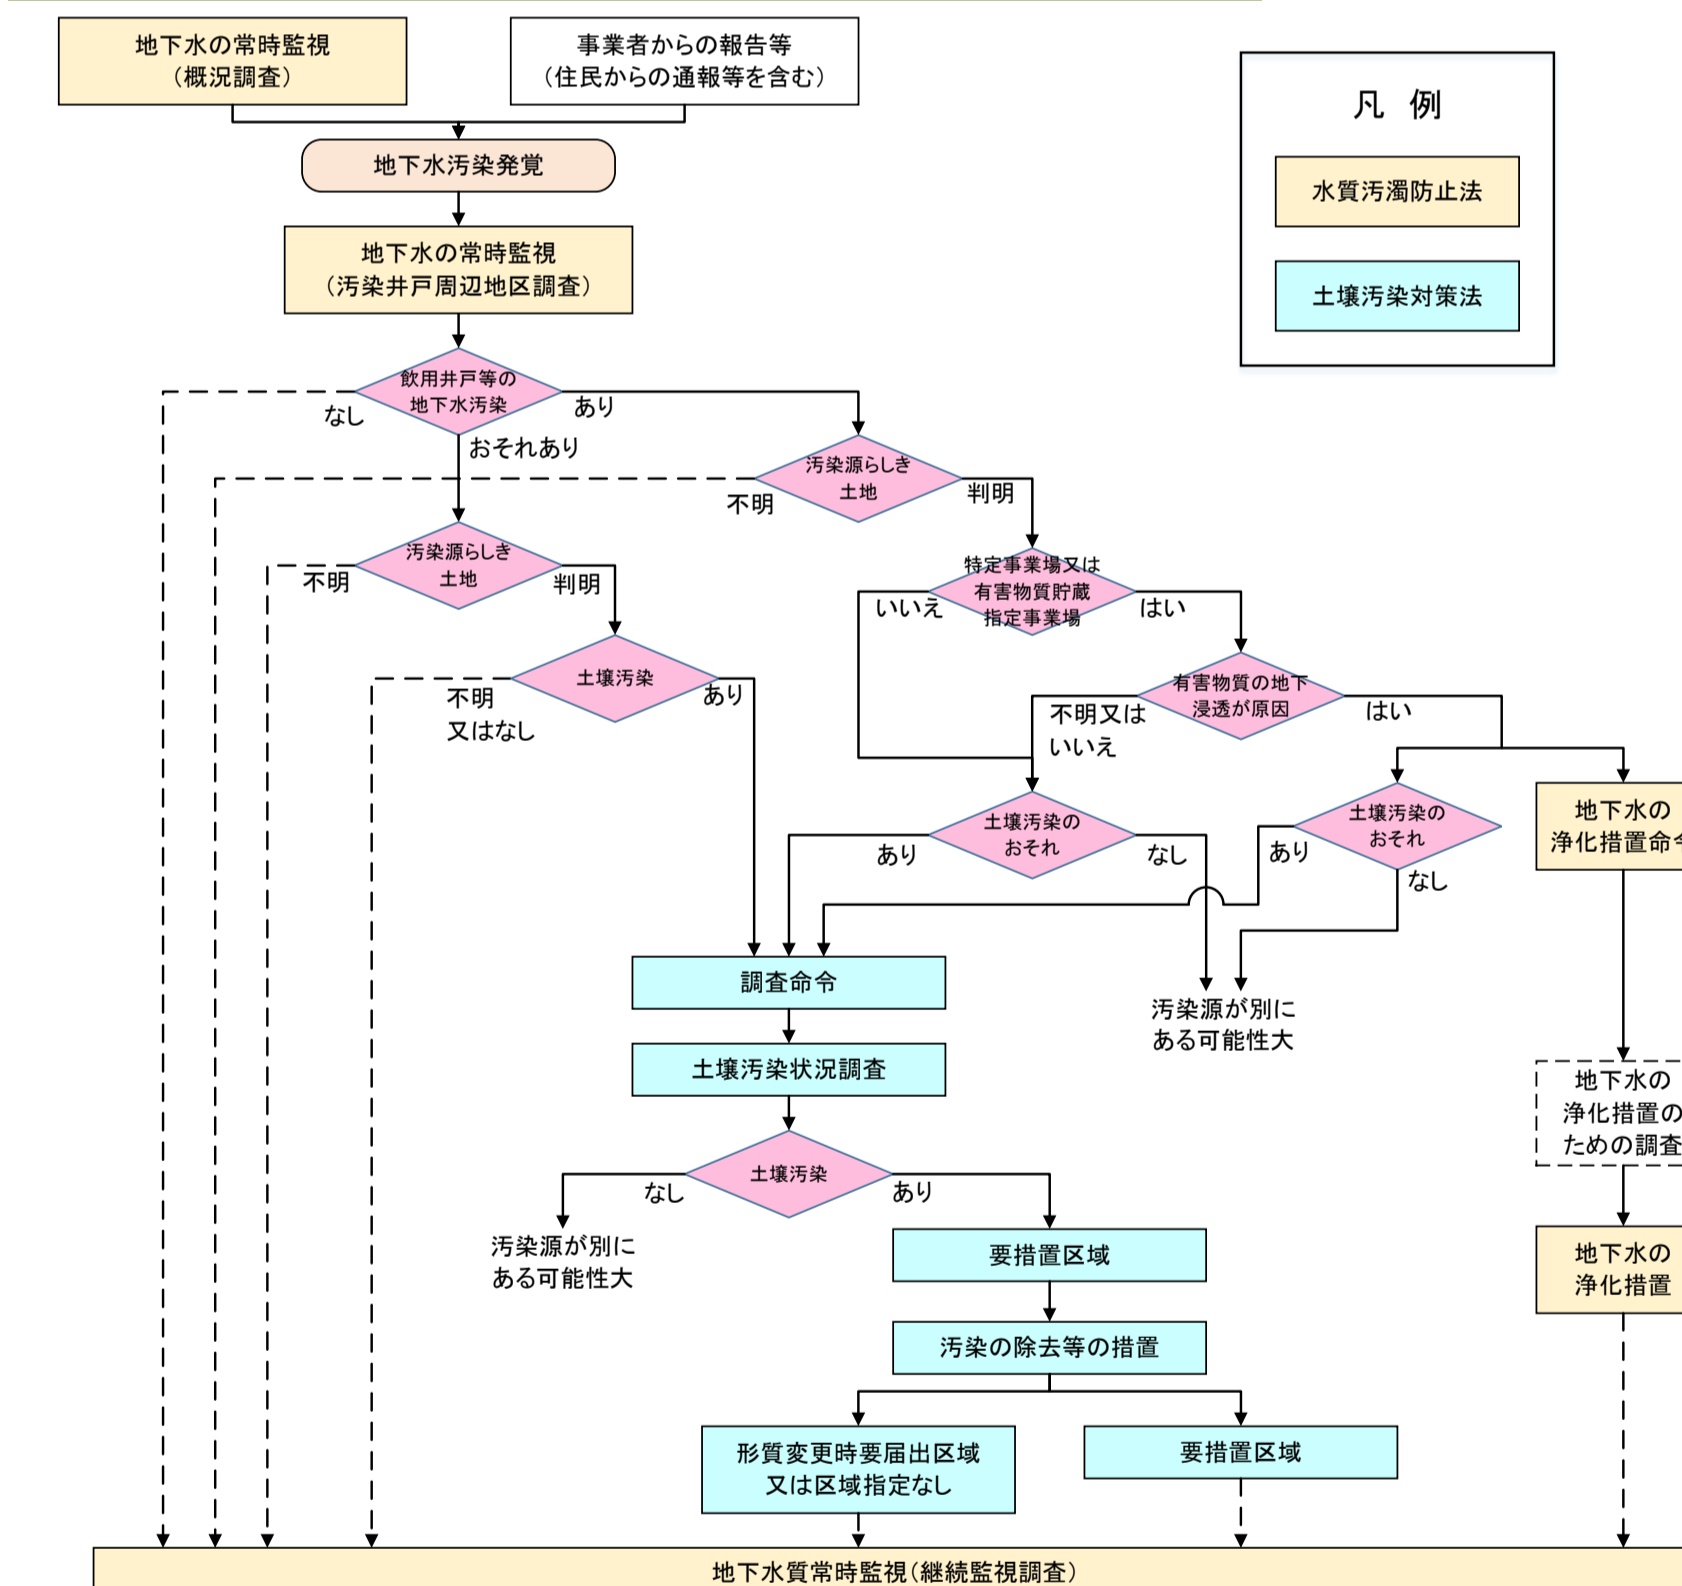 地下水の常時監視
（概況調査）
事業者からの報告等
（住民からの通報等を含む）
凡 例
水質汚濁防止法
土壌汚染対策法
地下水汚染発覚
地下水の常時監視
（汚染井戸周辺地区調査）
飲用井戸等の
地下水汚染
なし
あり
おそれあり
汚染源らしき
土地
不明
判明
汚染源らしき
土地
不明
判明
特定事業場又は
有害物質貯蔵
指定事業場
いいえ
はい
土壌汚染
不明
又はなし
あり
有害物質の地下
浸透が原因
不明又は
いいえ
はい
土壌汚染の
おそれ
あり
なし
土壌汚染の
おそれ
あり
なし
地下水の
浄化措置命令
調査命令
汚染源が別に
ある可能性大
土壌汚染状況調査
地下水の
浄化措置の
ための調査
土壌汚染
なし
あり
汚染源が別に
ある可能性大
要措置区域
地下水の
浄化措置
汚染の除去等の措置
形質変更時要届出区域
又は区域指定なし
要措置区域
地下水質常時監視（継続監視調査）